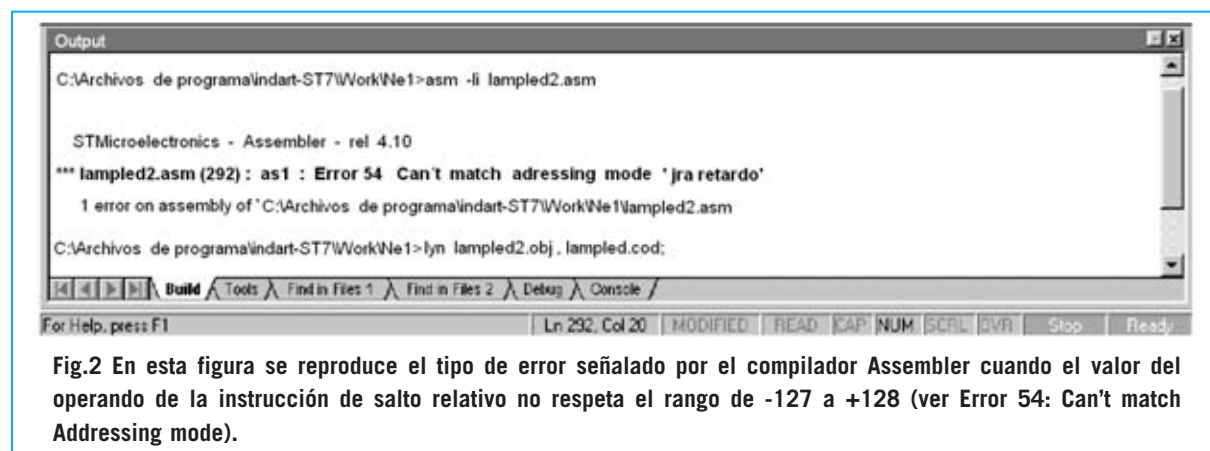 Output
C:\Archivos de programa\indart-ST7\Work\Ne1>asm -li lampled2.asm
STMicroelectronics - Assembler - rel 4.10
*** lampled2.asm (292) : as1 : Error 54 Can't match adressing mode 'jra retardo'
1 error on assembly of 'C:\Archivos de programa\indart-ST7\Work\Ne1\lampled2.asm
C:\Archivos de programa\indart-ST7\Work\Ne1>lyn lampled2.obj, lampled.cod;
Build Tools Find in Files 1 Find in Files 2 Debug Console
For Help, press F1 Ln 292, Col 20 MODIFIED READ CAP NUM SCRL OVR Stop Ready
Fig.2 En esta figura se reproduce el tipo de error señalado por el compilador Assembler cuando el valor del
operando de la instrucción de salto relativo no respeta el rango de -127 a +128 (ver Error 54: Can't match
Addressing mode).